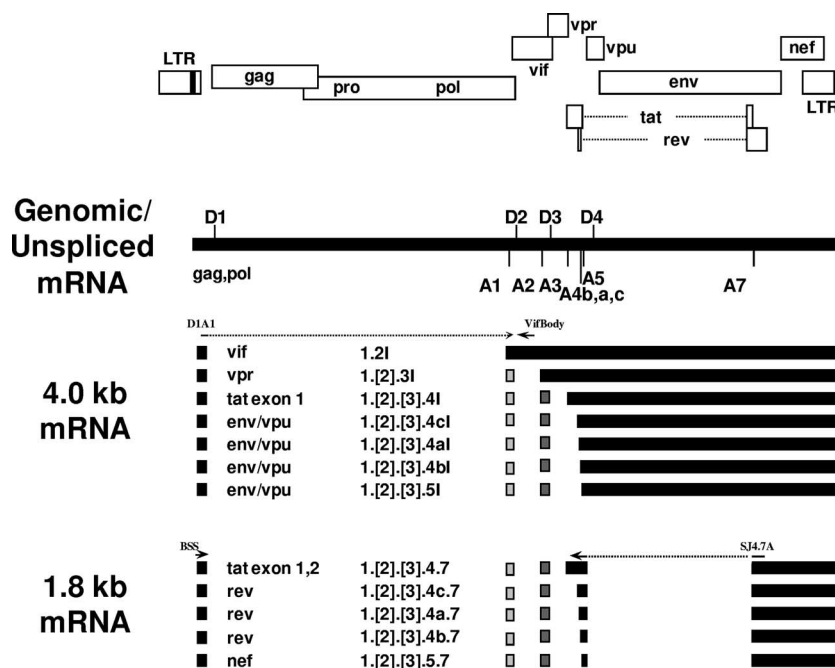 vpr
LTR
vpu
nef
gag
vif
pro pol
env
tat
LTR
rev
Genomic/
Unspliced
mRNA
D1 D2 D3 D4
gag,pol
A1 A2 A3 A5 A7
A4b,a,c
D1A1 VifBody
4.0 kb
mRNA
vif 1.2I
vpr 1.[2].3I
tat exon 1 1.[2].[3].4I
env/vpu 1.[2].[3].4cI
env/vpu 1.[2].[3].4aI
env/vpu 1.[2].[3].4bI
env/vpu 1.[2].[3].5I
BSS SJ4.7A
1.8 kb
mRNA
tat exon 1,2 1.[2].[3].4.7
rev 1.[2].[3].4c.7
rev 1.[2].[3].4a.7
rev 1.[2].[3].4b.7
nef 1.[2].[3].5.7